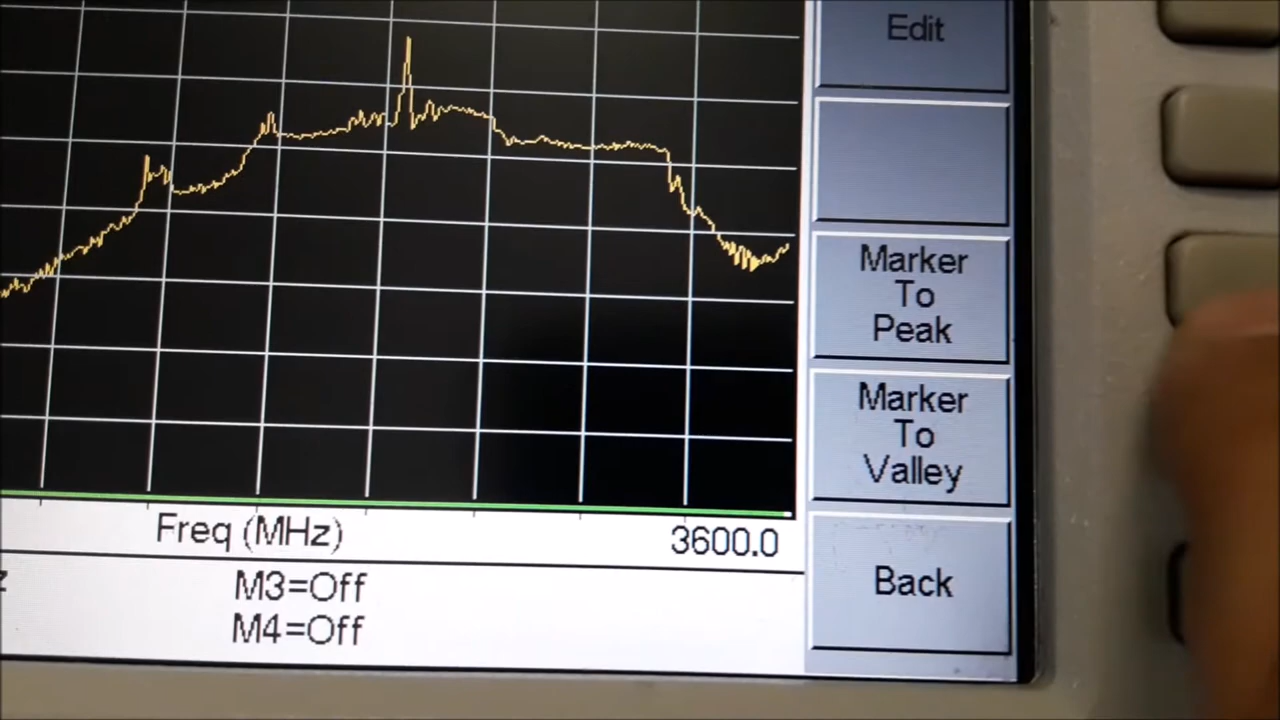 Edit
Marker
To
Peak
Marker
To
Valley
Back
Freq (MHz)
3600.0
M3=Off
M4=Off